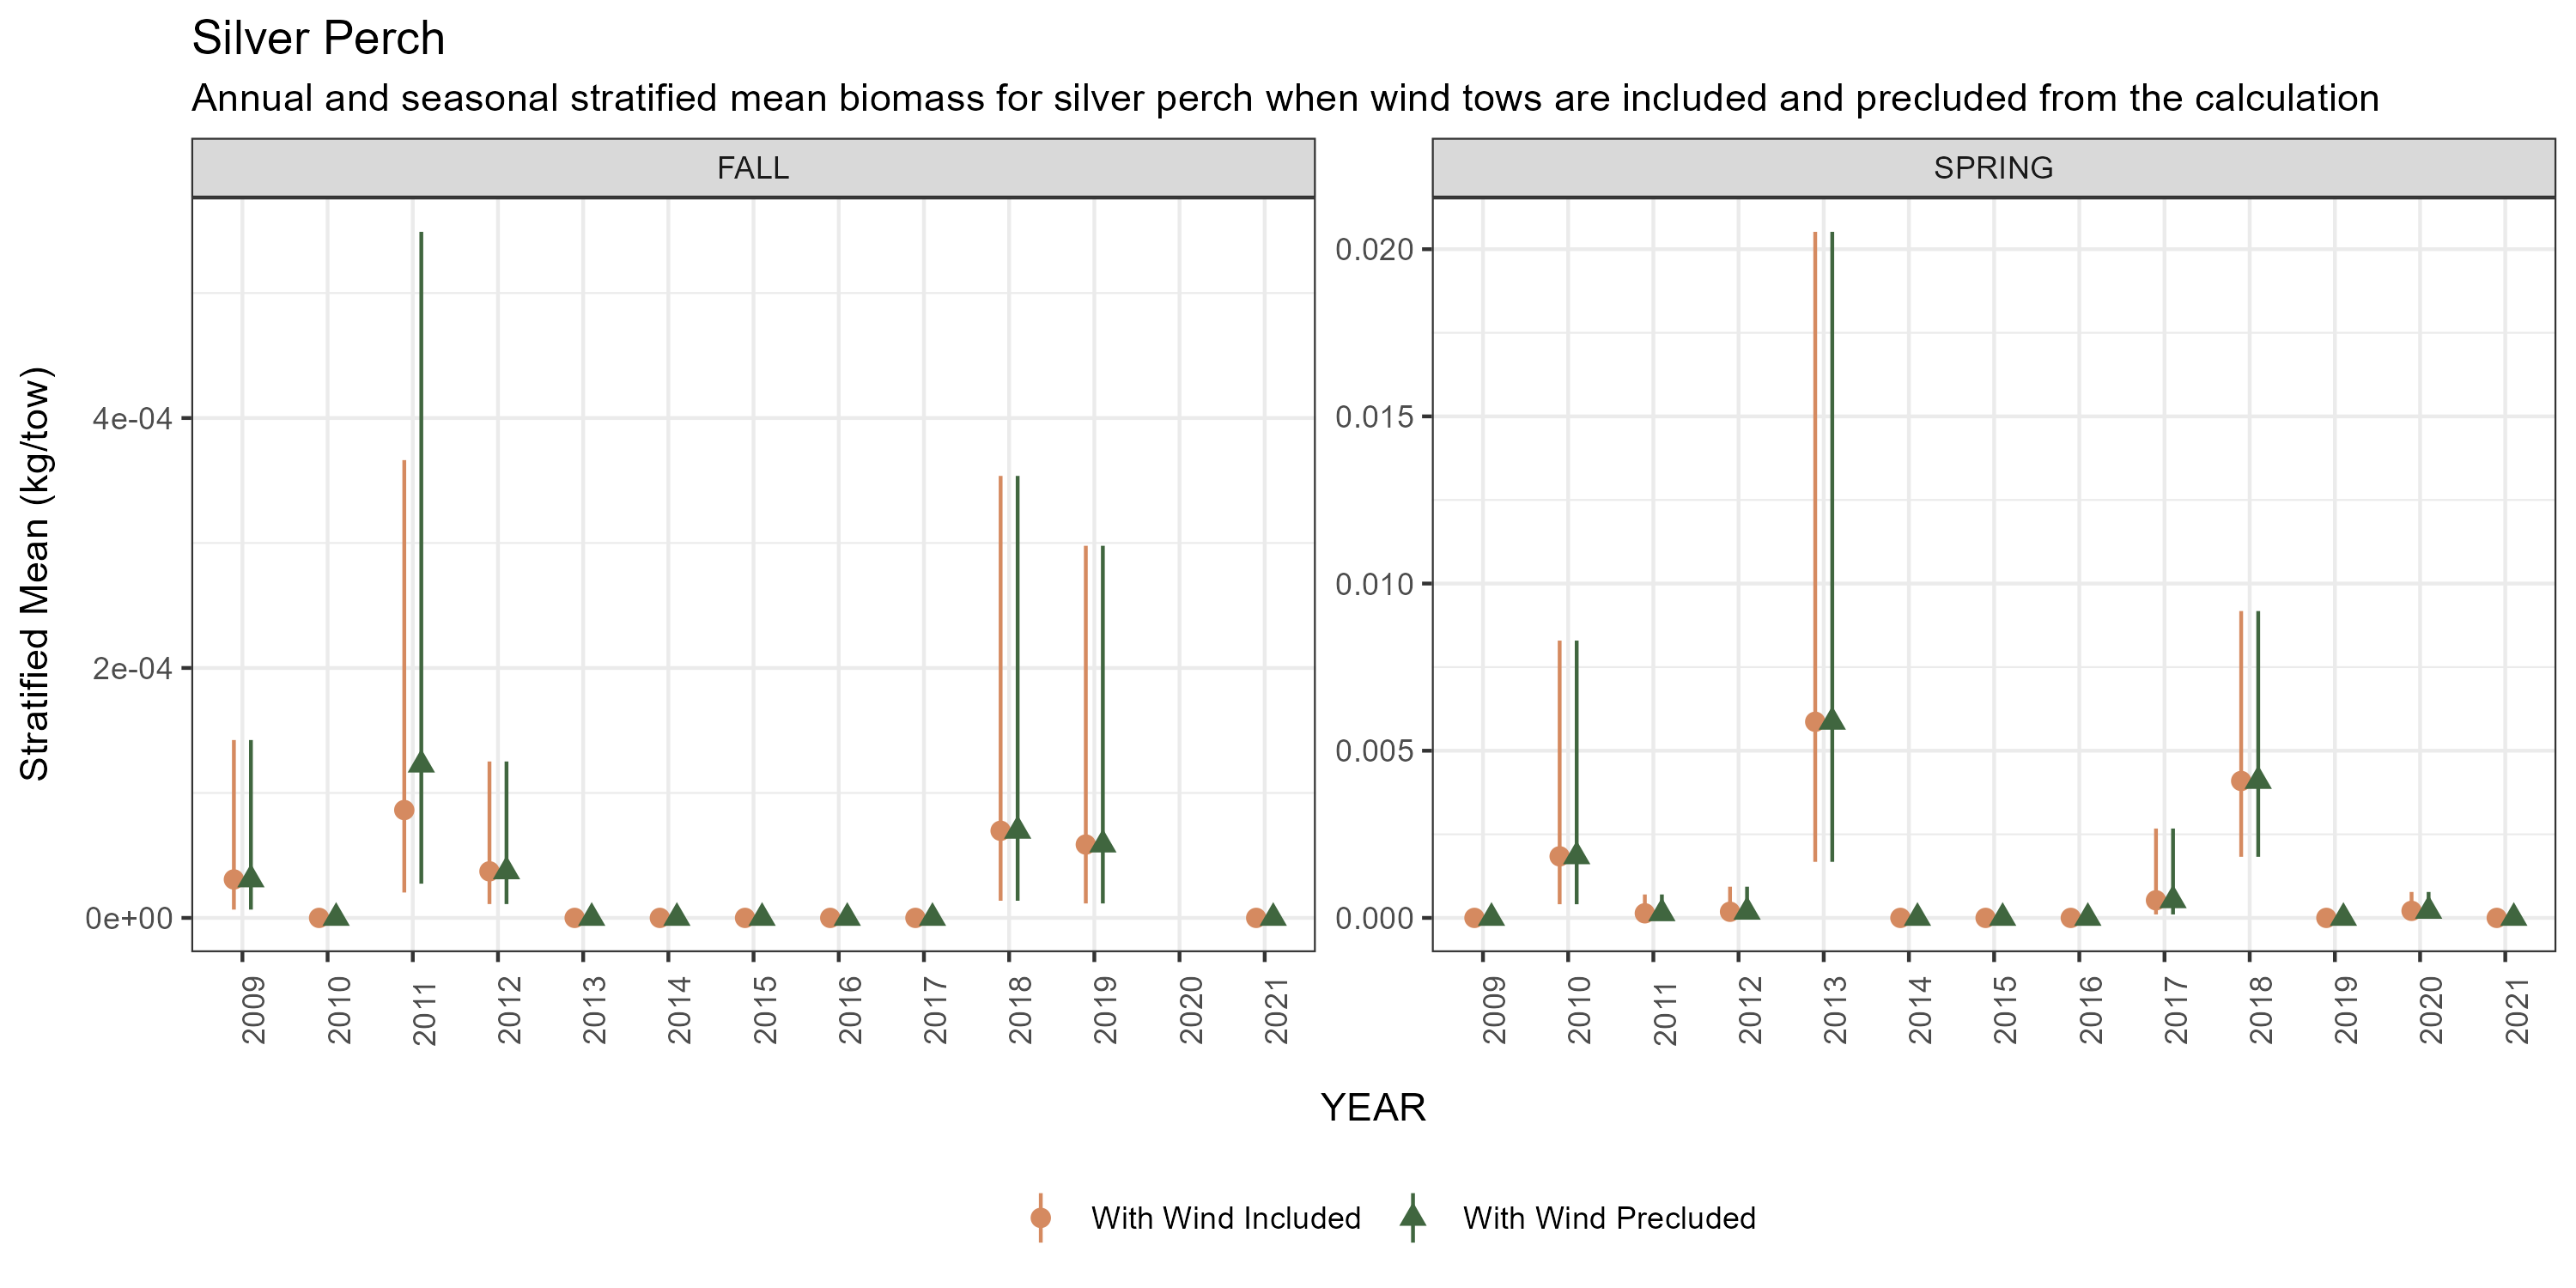 Silver Perch
Annual and seasonal stratified mean biomass for silver perch when wind tows are included and precluded from the calculation
FALL
SPRING
Stratified Mean (kg/tow)
4e-04
2e-04
0e+00
0.020
0.015
0.010
0.005
0.000
2009 2010 2011 2012 2013 2014 2015 2016 2017 2018 2019 2020 2021
2009 2010 2011 2012 2013 2014 2015 2016 2017 2018 2019 2020 2021
YEAR
With Wind Included
With Wind Precluded